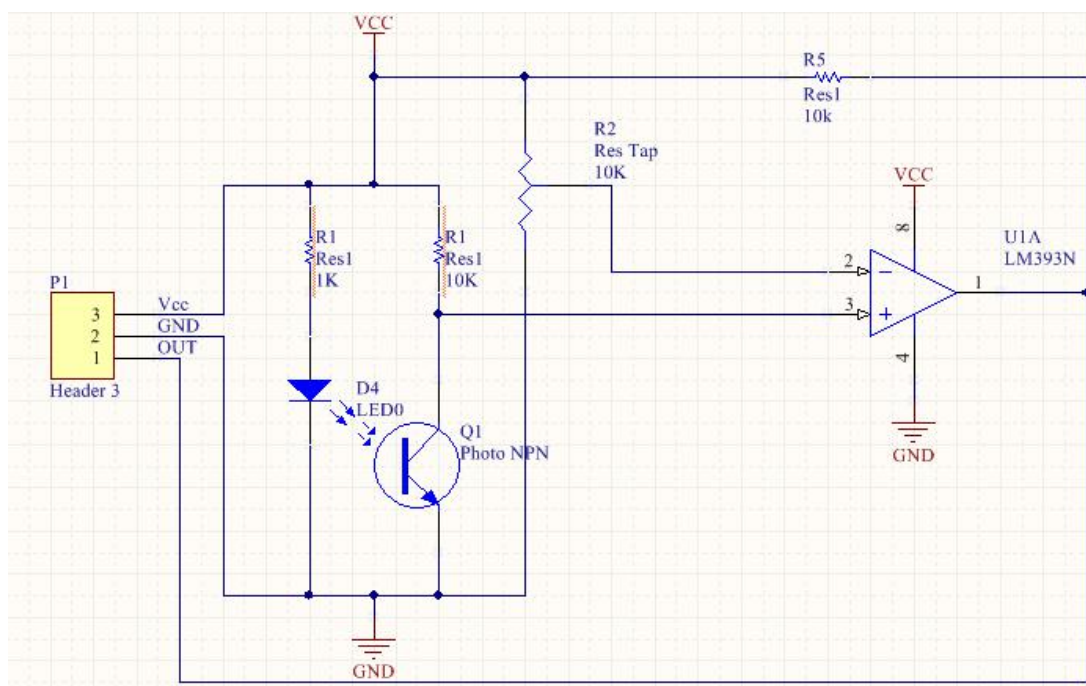 VCC
R5
Res1
10k
R2
Res Tap
10K
VCC
8
U1A
LM393N
R1
Res1
1K
R1
Res1
10K
2
1
3
4
P1
3
Vcc
2
GND
1
OUT
Header 3
D4
LED0
Q1
Photo NPN
GND
GND